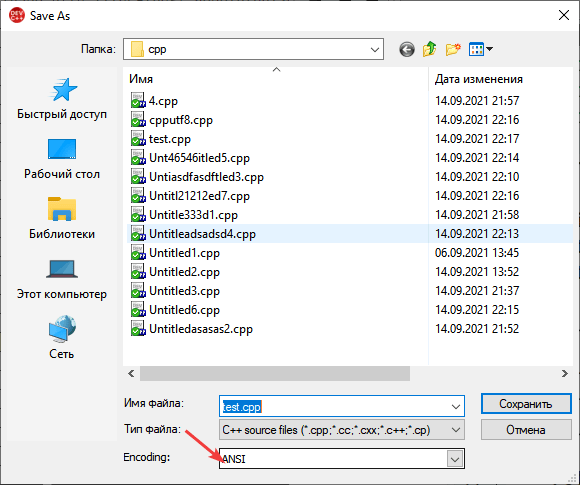 DEV C++ Save As
Папка: cpp
Имя Дата изменения
4.cpp 14.09.2021 21:57
cpputf8.cpp 14.09.2021 22:16
test.cpp 14.09.2021 22:17
Unt46546itled5.cpp 14.09.2021 22:14
Untiasdfasdftled3.cpp 14.09.2021 22:10
Untitl21212ed7.cpp 14.09.2021 22:16
Untitle333d1.cpp 14.09.2021 21:58
Untitleadsadsd4.cpp 14.09.2021 22:13
Untitled1.cpp 06.09.2021 13:45
Untitled2.cpp 14.09.2021 13:52
Untitled3.cpp 14.09.2021 21:37
Untitled6.cpp 14.09.2021 22:15
Untitledasasas2.cpp 14.09.2021 21:52
Быстрый доступ
Рабочий стол
Библиотеки
Этот компьютер
Сеть
Имя файла: test.cpp Сохранить
Тип файла: C++ source files (*.cpp;*.cc;*.cxx;*.c++;*.cp) Отмена
Encoding: ANSI